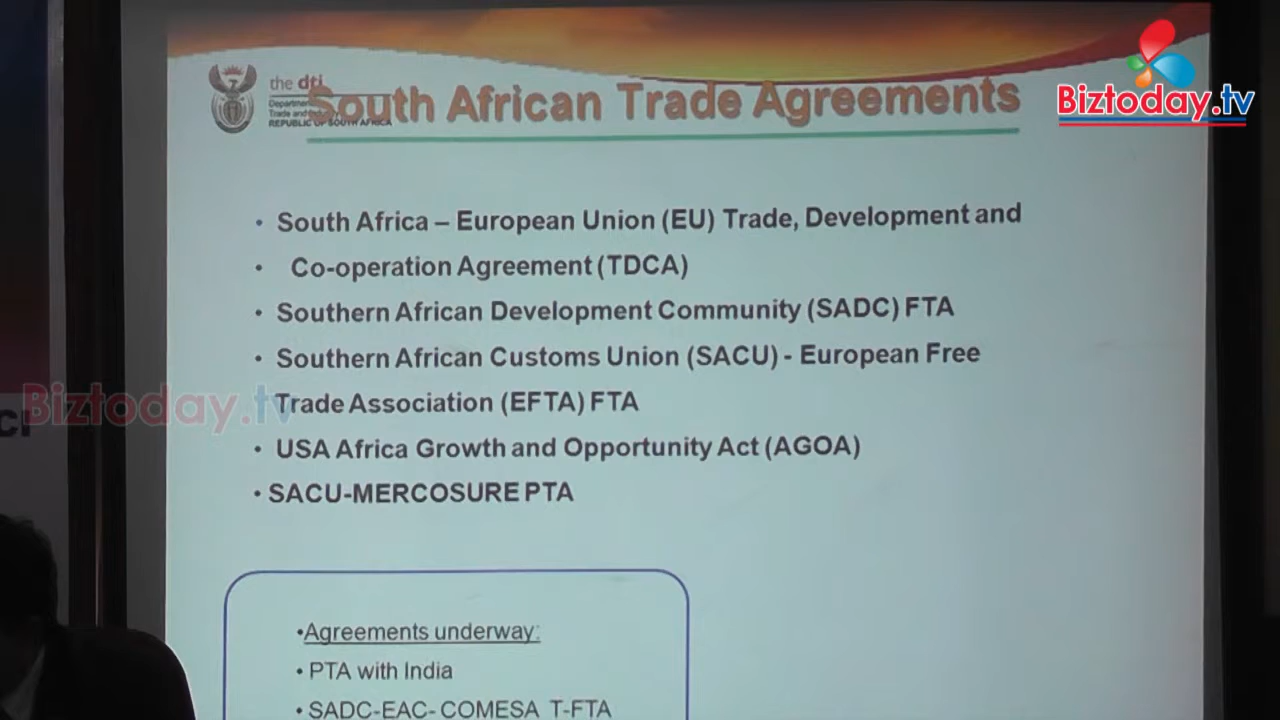 Biztoday.tv
the dti
Trade and
REPUBLIC OF SOUTH AFRICA
South African Trade Agreements
• South Africa – European Union (EU) Trade, Development and
• Co-operation Agreement (TDCA)
• Southern African Development Community (SADC) FTA
• Southern African Customs Union (SACU) - European Free
Trade Association (EFTA) FTA
Biztoday.tv
• USA Africa Growth and Opportunity Act (AGOA)
• SACU-MERCOSURE PTA
•Agreements underway:
• PTA with India
• SADC-EAC- COMESA T-FTA